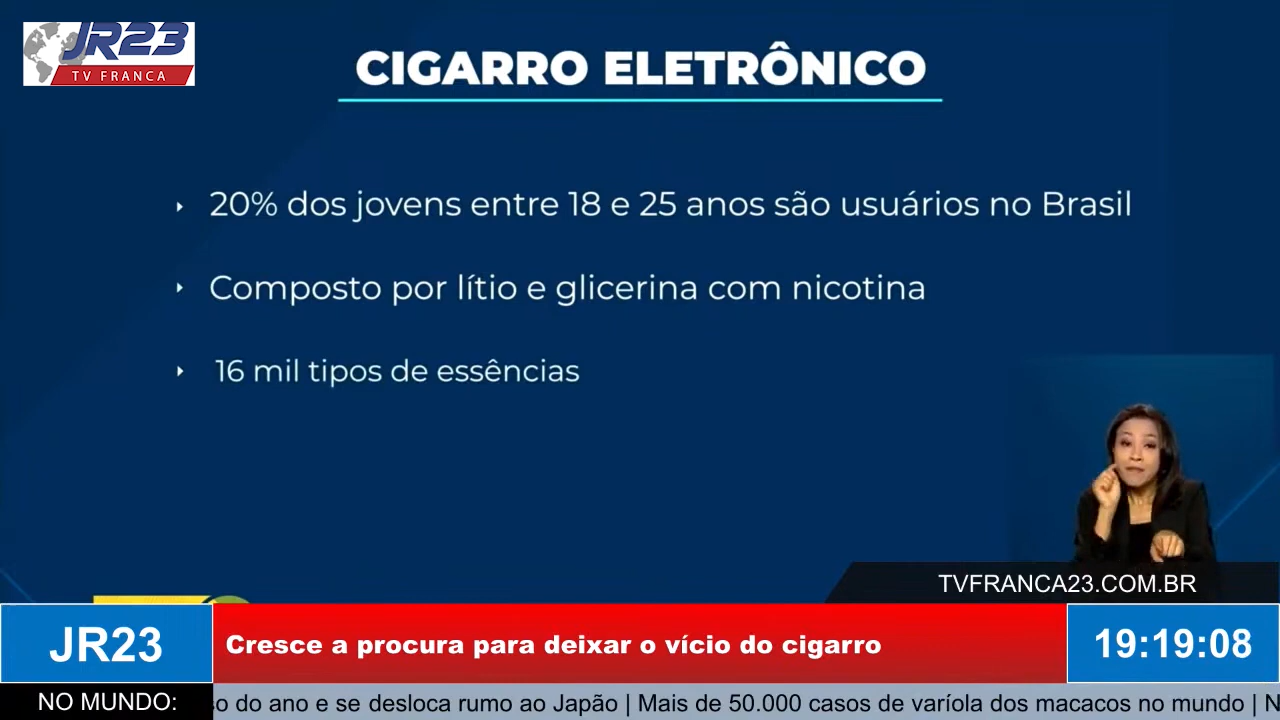 JR23
TV FRANCA
CIGARRO ELETRÔNICO
20% dos jovens entre 18 e 25 anos são usuários no Brasil
Composto por lítio e glicerina com nicotina
16 mil tipos de essências
TVFRANCA23.COM.BR
JR23
Cresce a procura para deixar o vício do cigarro
19:19:08
NO MUNDO: o do ano e se desloca rumo ao Japão | Mais de 50.000 casos de varíola dos macacos no mundo | N